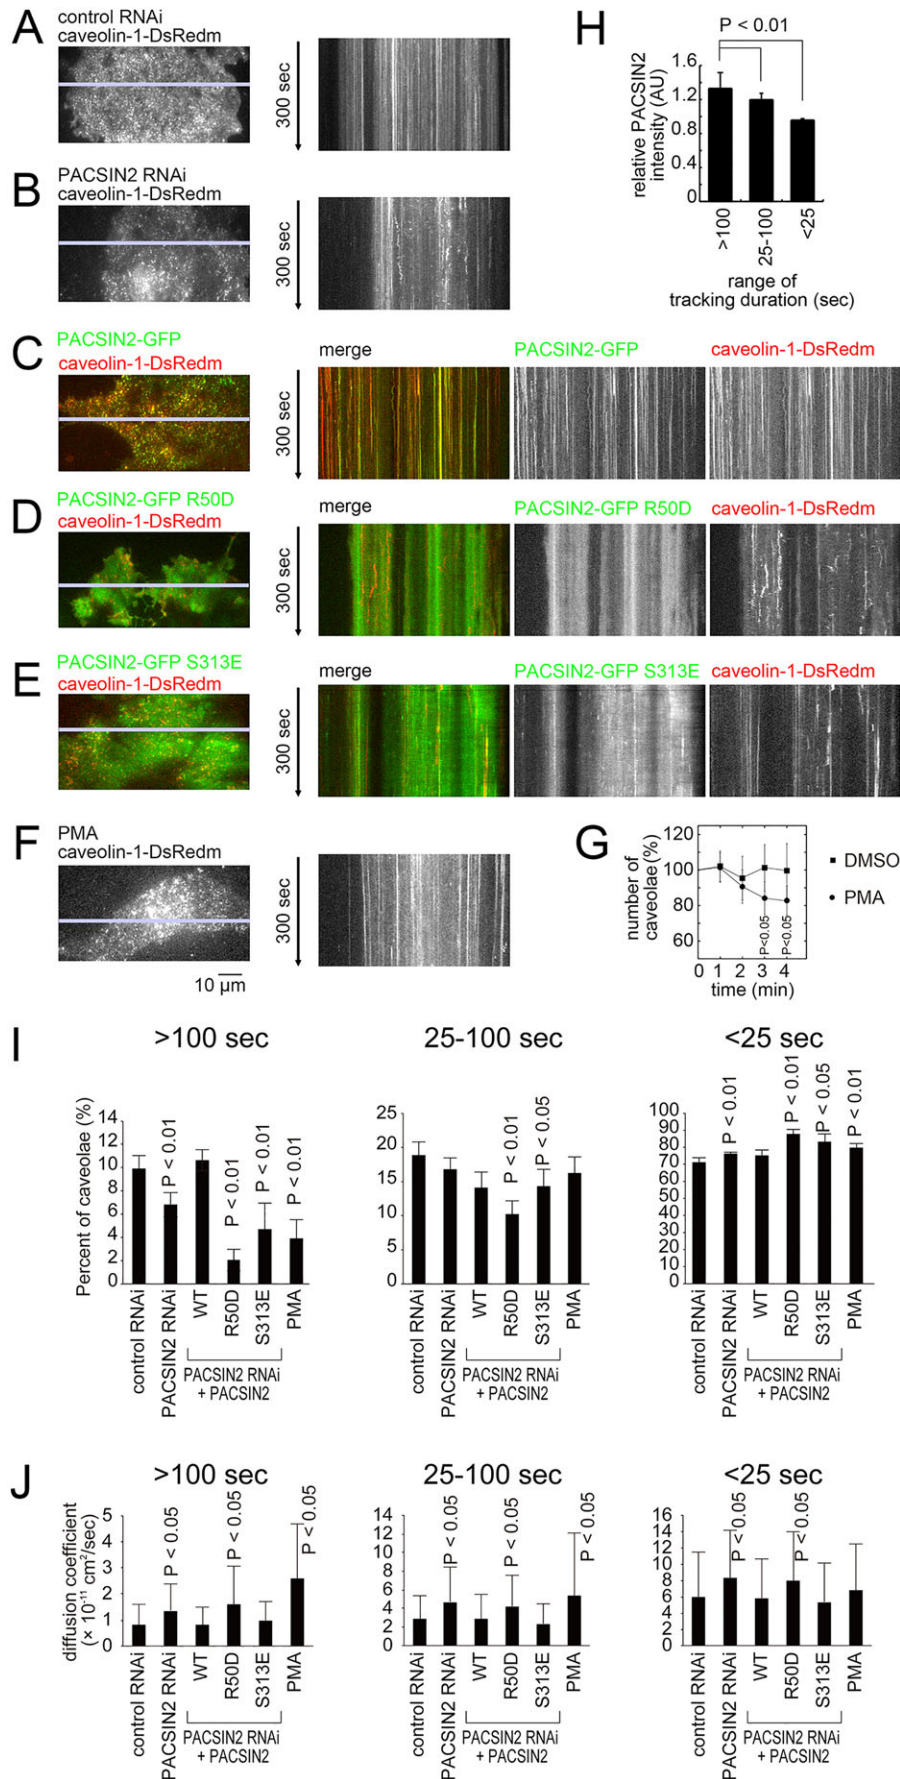 A
control RNAi
caveolin-1-DsRedm
300 sec
B
PACSIN2 RNAi
caveolin-1-DsRedm
300 sec
C
PACSIN2-GFP
caveolin-1-DsRedm
300 sec
merge
PACSIN2-GFP
caveolin-1-DsRedm
D
PACSIN2-GFP R50D
caveolin-1-DsRedm
300 sec
merge
PACSIN2-GFP R50D
caveolin-1-DsRedm
E
PACSIN2-GFP S313E
caveolin-1-DsRedm
300 sec
merge
PACSIN2-GFP S313E
caveolin-1-DsRedm
F
PMA
caveolin-1-DsRedm
10 µm
300 sec
G
number of
caveolae (%)
120
100
80
60
0 1 2 3 4
time (min)
P<0.05
P<0.05
DMSO
PMA
H
P < 0.01
relative PACSIN2
intensity (AU)
1.6
1.2
0.8
0.4
0
>100
25-100
<25
range of
tracking duration (sec)
I
>100 sec
Percent of caveolae (%)
14
12
10
8
6
4
2
0
P < 0.01
P < 0.01
P < 0.01
P < 0.01
control RNAi
PACSIN2 RNAi
WT
R50D
S313E
PMA
PACSIN2 RNAi
+ PACSIN2
25-100 sec
25
20
15
10
5
0
P < 0.01
P < 0.05
control RNAi
PACSIN2 RNAi
WT
R50D
S313E
PMA
PACSIN2 RNAi
+ PACSIN2
<25 sec
100
90
80
70
60
50
40
30
20
10
0
P < 0.01
P < 0.01
P < 0.05
P < 0.01
control RNAi
PACSIN2 RNAi
WT
R50D
S313E
PMA
PACSIN2 RNAi
+ PACSIN2
J
>100 sec
diffusion coefficient
(× 10⁻¹¹ cm²/sec)
5
4
3
2
1
0
P < 0.05
P < 0.05
P < 0.05
control RNAi
PACSIN2 RNAi
WT
R50D
S313E
PMA
PACSIN2 RNAi
+ PACSIN2
25-100 sec
14
12
10
8
6
4
2
0
P < 0.05
P < 0.05
P < 0.05
control RNAi
PACSIN2 RNAi
WT
R50D
S313E
PMA
PACSIN2 RNAi
+ PACSIN2
<25 sec
16
14
12
10
8
6
4
2
0
P < 0.05
P < 0.05
control RNAi
PACSIN2 RNAi
WT
R50D
S313E
PMA
PACSIN2 RNAi
+ PACSIN2